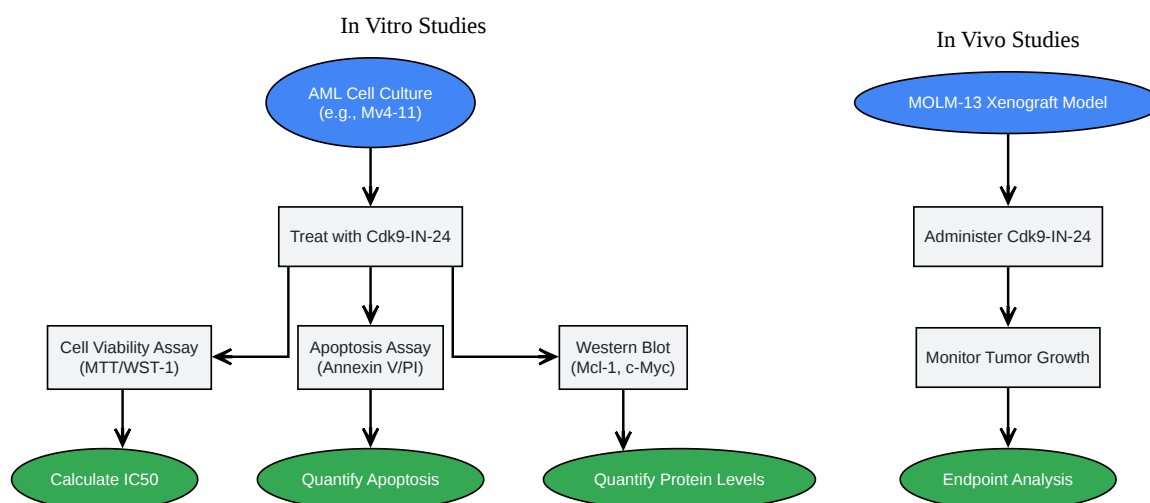 In Vitro Studies
AML Cell Culture
(e.g., Mv4-11)
Treat with Cdk9-IN-24
Cell Viability Assay
(MTT/WST-1)
Apoptosis Assay
(Annexin V/PI)
Western Blot
(Mcl-1, c-Myc)
Calculate IC50
Quantify Apoptosis
Quantify Protein Levels
In Vivo Studies
MOLM-13 Xenograft Model
Administer Cdk9-IN-24
Monitor Tumor Growth
Endpoint Analysis